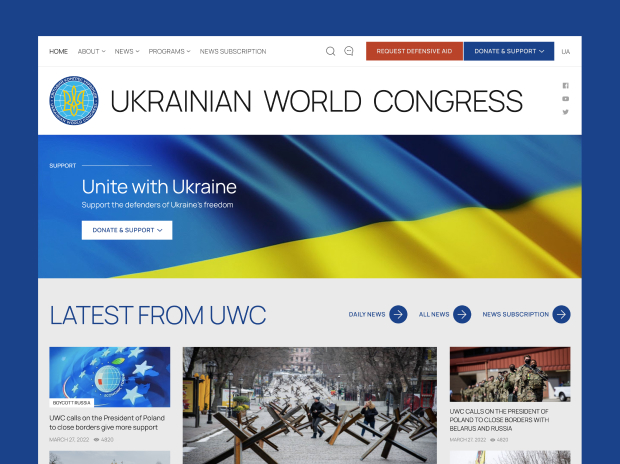 HOME ABOUT NEWS PROGRAMS NEWS SUBSCRIPTION REQUEST DEFENSIVE AID DONATE & SUPPORT UA
UKRAINIAN WORLD CONGRESS
SUPPORT
Unite with Ukraine
Support the defenders of Ukraine's freedom
DONATE & SUPPORT
LATEST FROM UWC
DAILY NEWS ALL NEWS NEWS SUBSCRIPTION
BOYCOTT RUSSIA
UWC calls on the President of Poland
to close borders give more support
MARCH 27, 2022 4820
UWC CALLS ON THE PRESIDENT OF
POLAND TO CLOSE BORDERS WITH
BELARUS AND RUSSIA
MARCH 27, 2022 4820